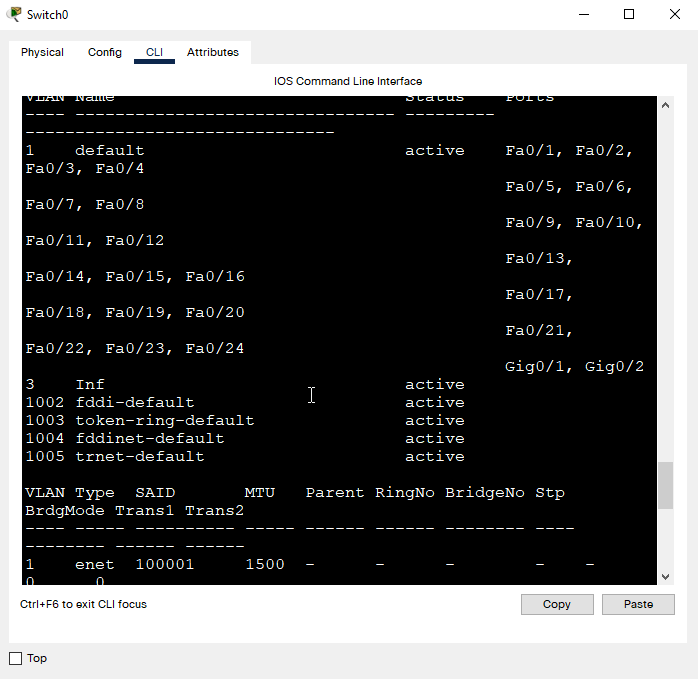 Switch0
Physical Config CLI Attributes
IOS Command Line Interface
VLAN Name Status Ports
---- -------------------------------- ---------
-------------------------------
1 default active Fa0/1, Fa0/2,
Fa0/3, Fa0/4
Fa0/5, Fa0/6,
Fa0/7, Fa0/8
Fa0/9, Fa0/10,
Fa0/11, Fa0/12
Fa0/13,
Fa0/14, Fa0/15, Fa0/16
Fa0/17,
Fa0/18, Fa0/19, Fa0/20
Fa0/21,
Fa0/22, Fa0/23, Fa0/24
Gig0/1, Gig0/2
3 Inf active
1002 fddi-default active
1003 token-ring-default active
1004 fddinet-default active
1005 trnet-default active
VLAN Type SAID MTU Parent RingNo BridgeNo Stp
BrdgMode Trans1 Trans2
---- ----- ---------- ----- ------ ------ -------- ----
-------- ------ ------
1 enet 100001 1500 - - - - -
0 0
Ctrl+F6 to exit CLI focus
Copy Paste
Top